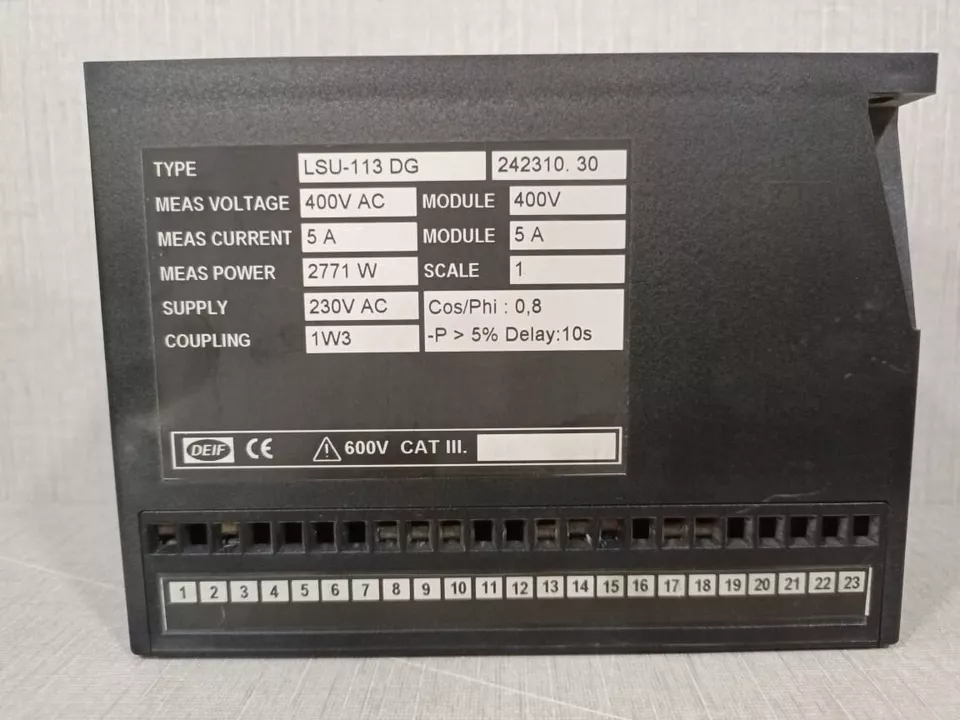 TYPE LSU-113 DG 242310. 30
MEAS VOLTAGE 400V AC MODULE 400V
MEAS CURRENT 5 A MODULE 5 A
MEAS POWER 2771 W SCALE 1
SUPPLY 230V AC Cos/Phi : 0,8
COUPLING 1W3 -P > 5% Delay:10s
DEIF CE 600V CAT III.
1 2 3 4 5 6 7 8 9 10 11 12 13 14 15 16 17 18 19 20 21 22 23